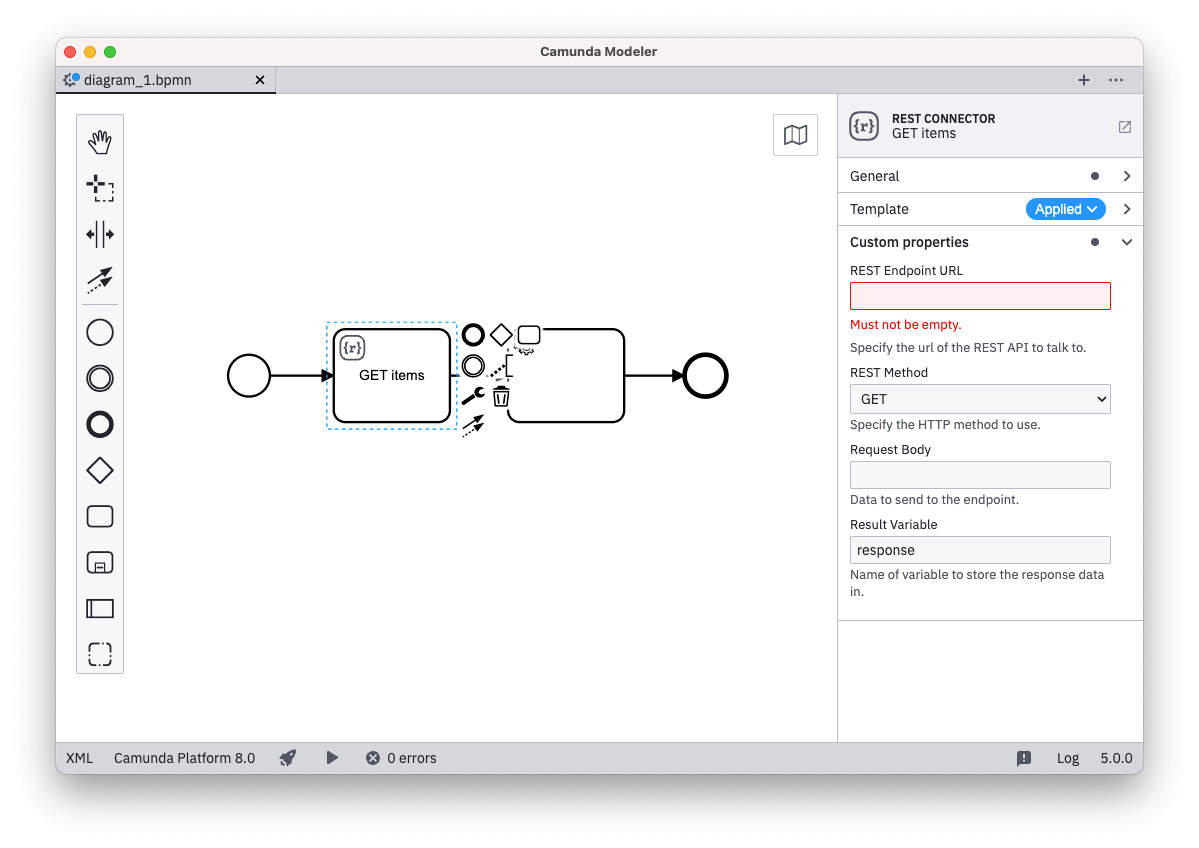 Camunda Modeler
diagram_1.bpmn
{r}
REST CONNECTOR
GET items
General
Template
Applied
Custom properties
REST Endpoint URL
Must not be empty.
Specify the url of the REST API to talk to.
REST Method
GET
Specify the HTTP method to use.
Request Body
Data to send to the endpoint.
Result Variable
response
Name of variable to store the response data
in.
{r}
GET items
XML
Camunda Platform 8.0
0 errors
Log
5.0.0